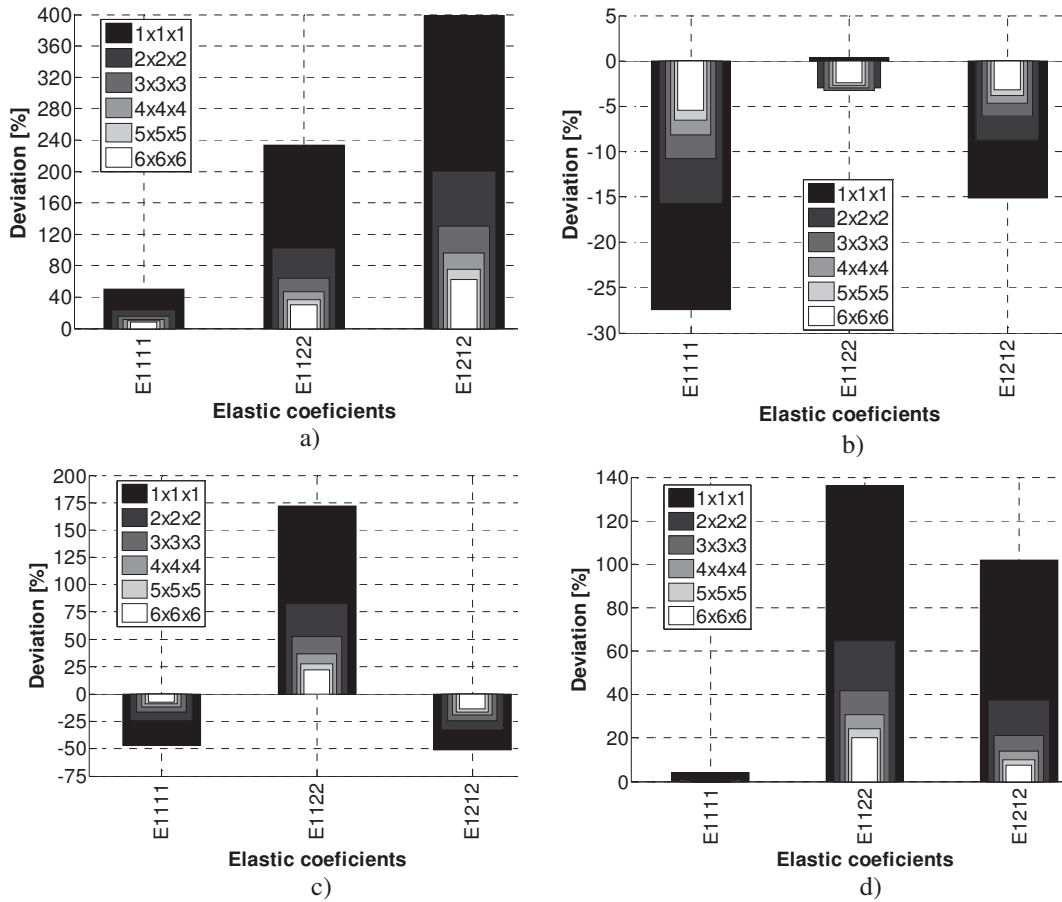 400
360
320
280
240
200
160
120
80
40
0
Deviation [%]
1x1x1
2x2x2
3x3x3
4x4x4
5x5x5
6x6x6
E1111
E1122
E1212
Elastic coeficients
a)
5
0
-5
-10
-15
-20
-25
-30
Deviation [%]
1x1x1
2x2x2
3x3x3
4x4x4
5x5x5
6x6x6
E1111
E1122
E1212
Elastic coeficients
b)
200
175
150
125
100
75
50
25
0
-25
-50
-75
Deviation [%]
1x1x1
2x2x2
3x3x3
4x4x4
5x5x5
6x6x6
E1111
E1122
E1212
Elastic coeficients
c)
140
120
100
80
60
40
20
0
Deviation [%]
1x1x1
2x2x2
3x3x3
4x4x4
5x5x5
6x6x6
E1111
E1122
E1212
Elastic coeficients
d)